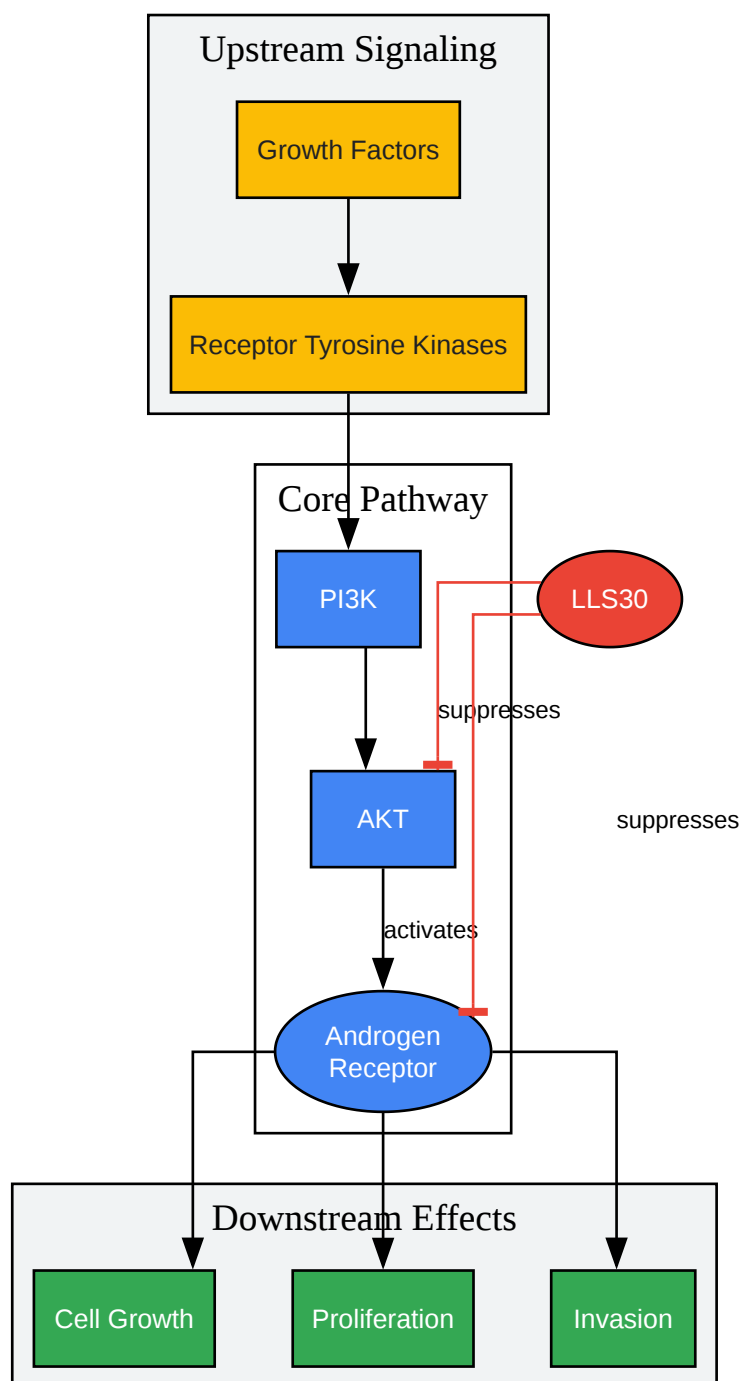 Upstream Signaling
Growth Factors
Receptor Tyrosine Kinases
Core Pathway
PI3K
LLS30
suppresses
AKT
suppresses
activates
Androgen
Receptor
Downstream Effects
Cell Growth
Proliferation
Invasion